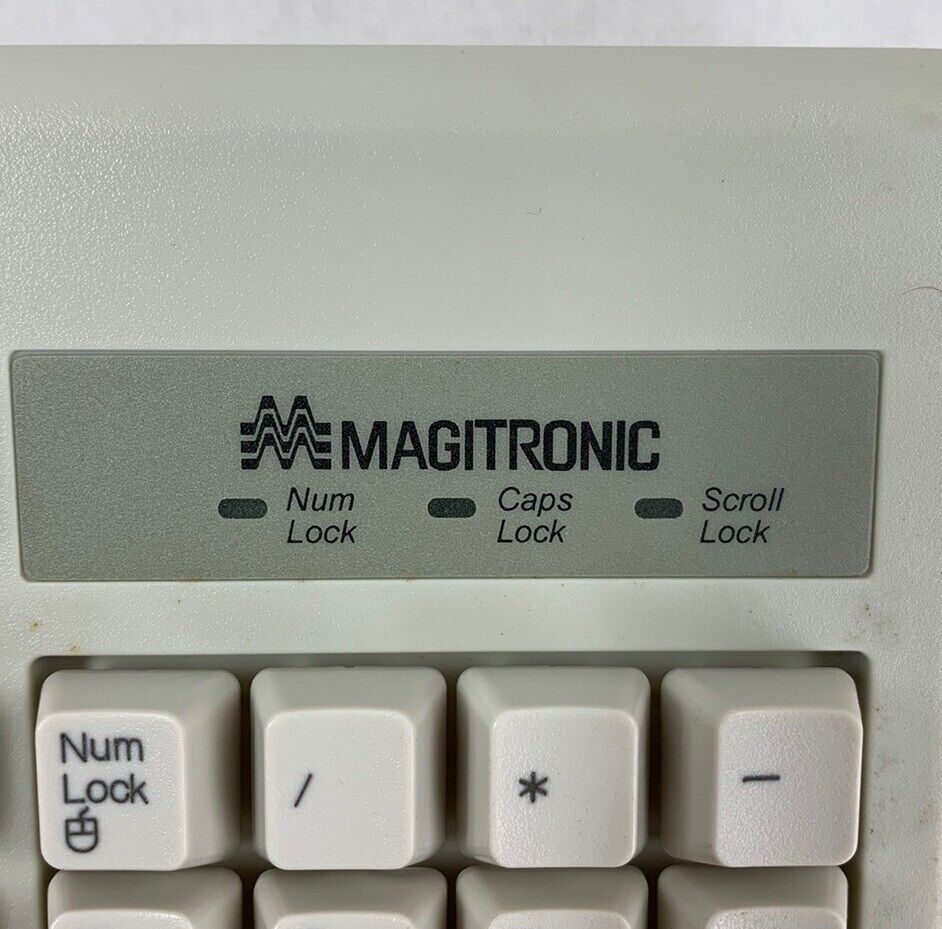 MAGITRONIC
Num Lock
Caps Lock
Scroll Lock
Num
Lock
/
*
-